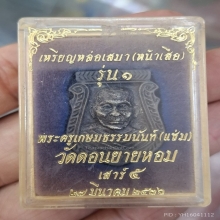 เหรียญหล่อเสมา (หน้าเสือ)
รุ่น ๑
พระครูเกษมธรรมนันท์ (แช่ม)
วัดดอนยายหอม
เสาร์ ๕
๒๗ มีนาคม ๒๕๓๖